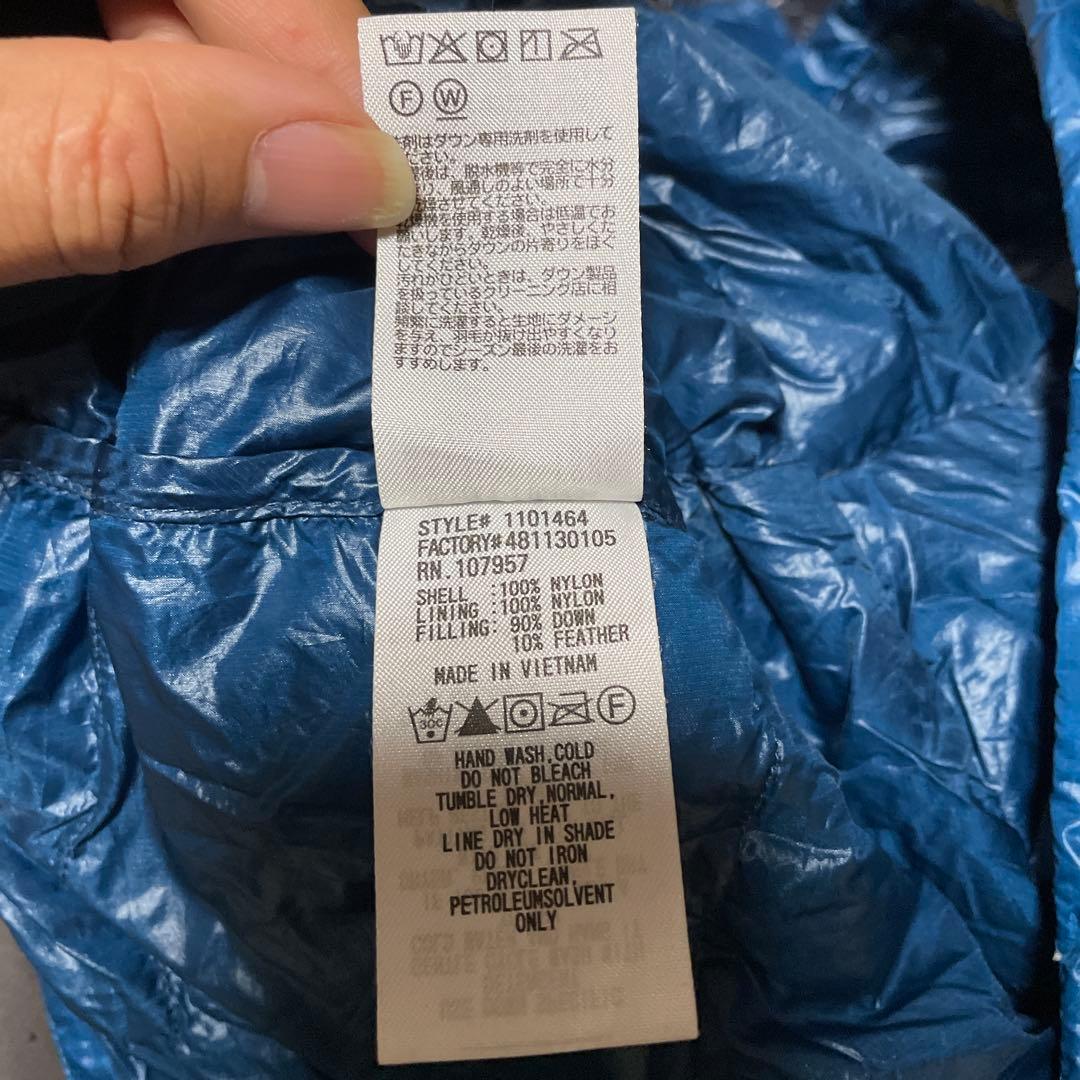 F W
剤はダウン専用洗剤を使用して
ださい。
後は、脱水機等で完全に水分
り、風通しのよい場所で十分
させてください。
機を使用する場合は低温でお
願いします。乾燥後、やさしくた
たきながらダウンの片寄りをほぐ
してください。
汚れがひどいときは、ダウン製品
を扱っているクリーニング店に相
談してください。
頻繁に洗濯すると生地にダメージ
を与え、羽毛が抜け出やすくなり
ますのでシーズン最後の洗濯をお
すすめします。
STYLE# 1101464
FACTORY#481130105
RN.107957
SHELL :100% NYLON
LINING :100% NYLON
FILLING: 90% DOWN
10% FEATHER
MADE IN VIETNAM
30C F
HAND WASH.COLD
DO NOT BLEACH
TUMBLE DRY NORMAL,
LOW HEAT
LINE DRY IN SHADE
DO NOT IRON
DRYCLEAN,
PETROLEUMSOLVENT
ONLY